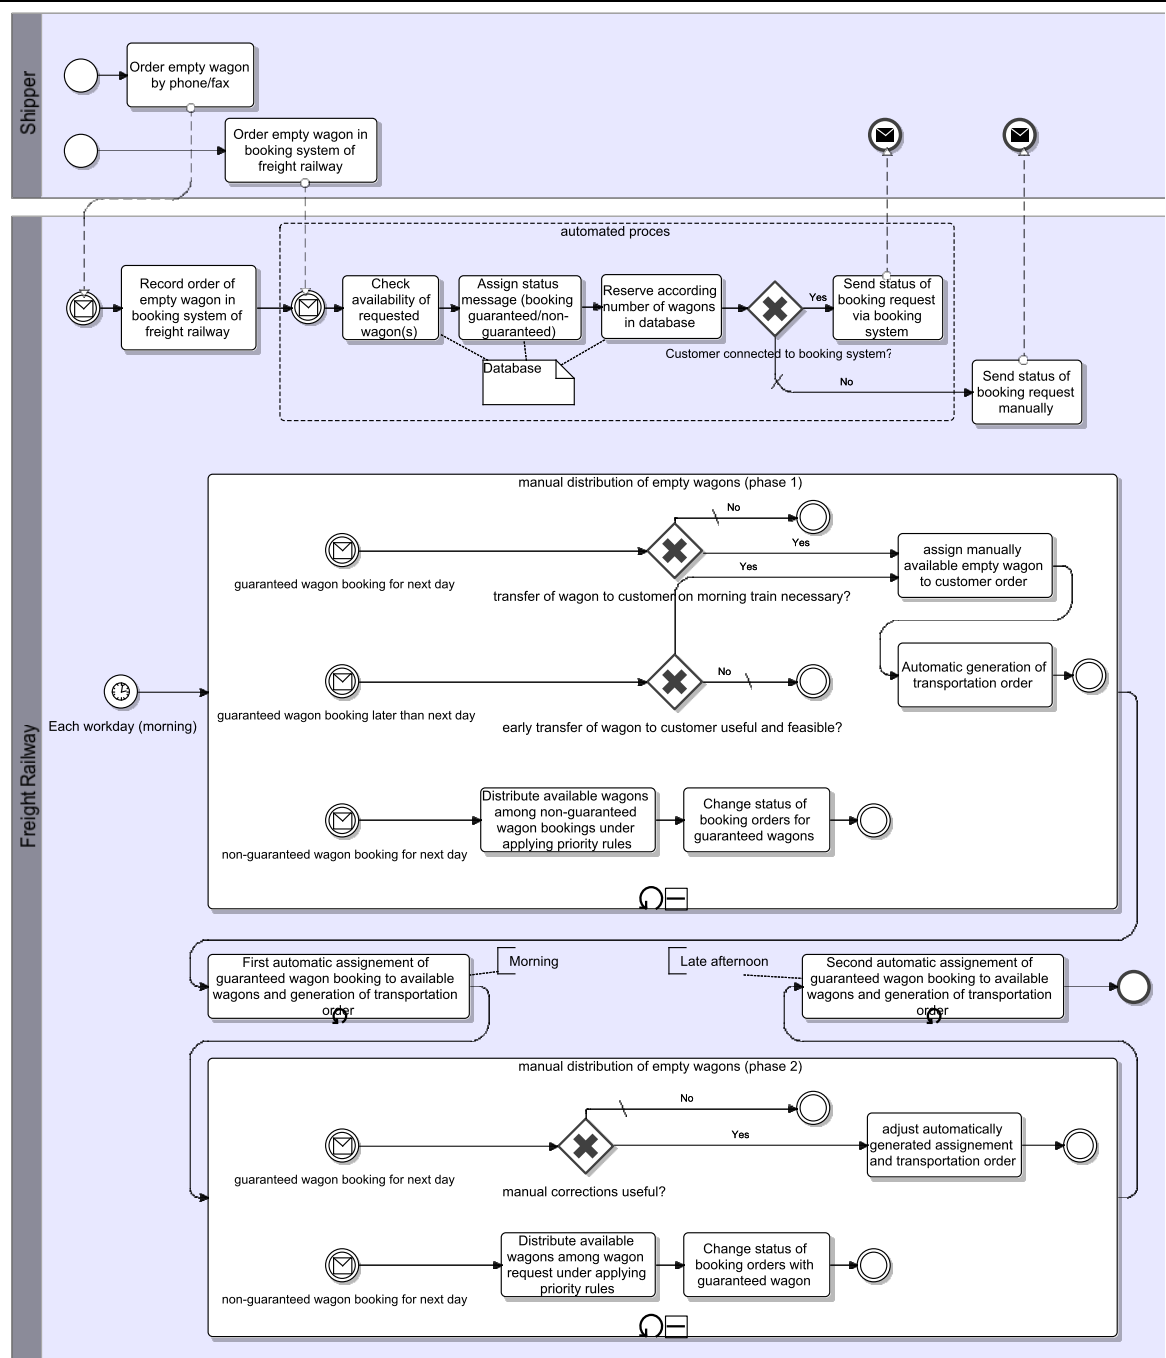 Shipper
Order empty wagon
by phone/fax
Order empty wagon in
booking system of
freight railway
Freight Railway
automated proces
Record order of
empty wagon in
booking system of
freight railway
Check
availability of
requested
wagon(s)
Assign status
message (booking
guaranteed/non-
guaranteed)
Reserve according
number of wagons
in database
Yes
Send status of
booking request
via booking
system
Customer connected to booking system?
Database
No
Send status of
booking request
manually
manual distribution of empty wagons (phase 1)
No
guaranteed wagon booking for next day
Yes
Yes
transfer of wagon to customer on morning train necessary?
assign manually
available empty wagon
to customer order
Automatic generation of
transportation order
No
guaranteed wagon booking later than next day
early transfer of wagon to customer useful and feasible?
Each workday (morning)
Distribute available wagons
among non-guaranteed
wagon bookings under
applying priority rules
Change status of
booking orders for
guaranteed wagons
non-guaranteed wagon booking for next day
First automatic assignement of
guaranteed wagon booking to available
wagons and generation of transportation
order
Morning
Late afternoon
Second automatic assignement of
guaranteed wagon booking to available
wagons and generation of transportation
order
manual distribution of empty wagons (phase 2)
No
Yes
guaranteed wagon booking for next day
manual corrections useful?
adjust automatically
generated assignement
and transportation order
Distribute available
wagons among wagon
request under applying
priority rules
Change status of
booking orders with
guaranteed wagon
non-guaranteed wagon booking for next day